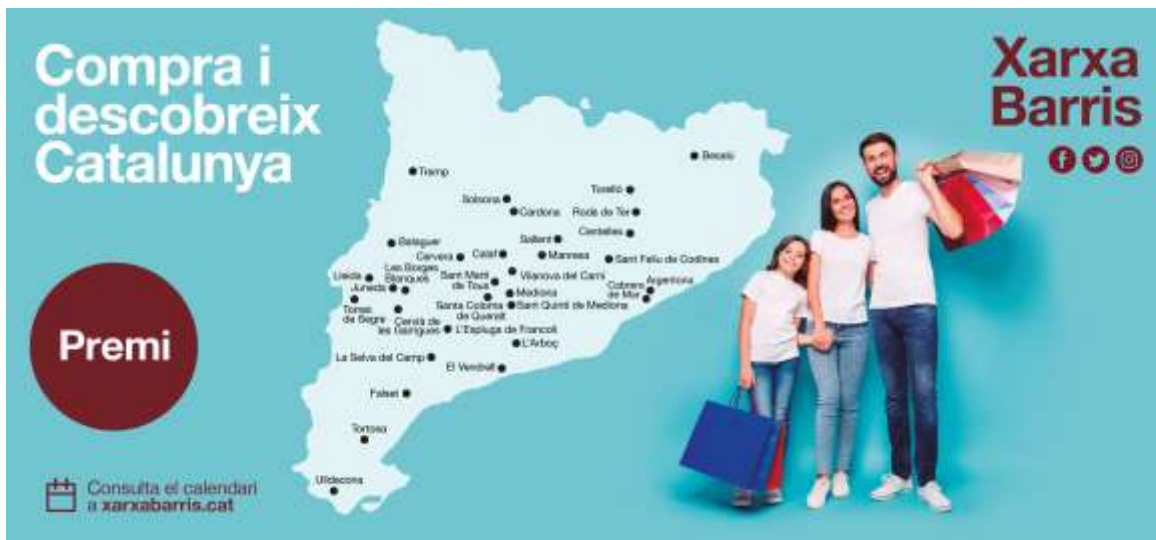 Compra i
descobreix
Catalunya
Xarxa
Barris
Besalú
Tremp
Torelló
Solsona
Cardona
Roda de Ter
Centelles
Sallent
Balaguer
Cervera
Calaf
Manresa
Sant Feliu de Codines
Lleida
Les Borges
Blanques
Juneda
Sant Martí
de Tous
Vilanova del Camí
Argentona
Cabrera
de Mar
Mediona
Torres
de Segre
Santa Coloma
de Queralt
Sant Quintí de Mediona
Cervià de
les Garrigues
L'Espluga de Francolí
L'Arboç
Premi
La Selva del Camp
El Vendrell
Falset
Tortosa
Ulldecona
Consulta el calendari
a xarxabarris.cat